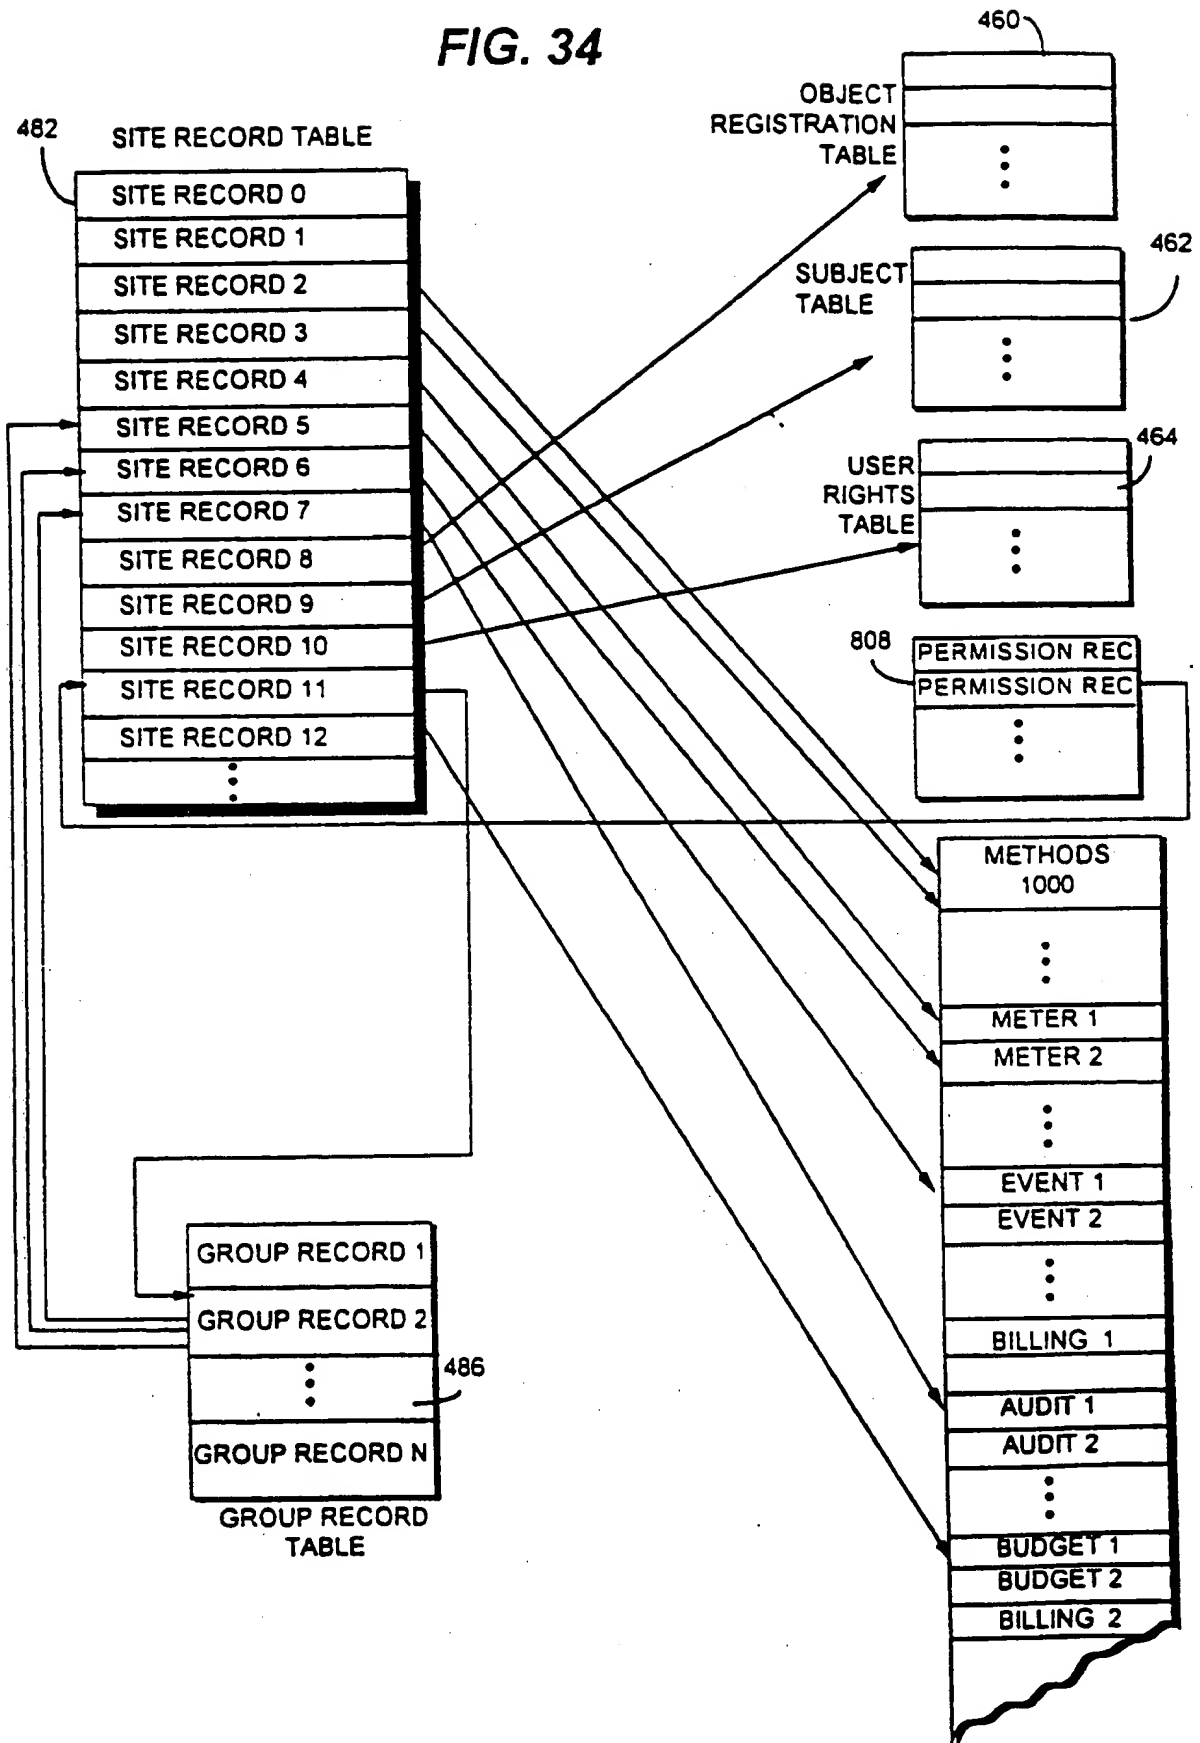 FIG. 34
460
OBJECT
REGISTRATION
TABLE
482
SITE RECORD TABLE
SITE RECORD 0
SITE RECORD 1
SITE RECORD 2
SITE RECORD 3
SITE RECORD 4
SITE RECORD 5
SITE RECORD 6
SITE RECORD 7
SITE RECORD 8
SITE RECORD 9
SITE RECORD 10
SITE RECORD 11
SITE RECORD 12
SUBJECT
TABLE
462
USER
RIGHTS
TABLE
464
808
PERMISSION REC
PERMISSION REC
METHODS
1000
METER 1
METER 2
EVENT 1
EVENT 2
BILLING 1
AUDIT 1
AUDIT 2
BUDGET 1
BUDGET 2
BILLING 2
GROUP RECORD 1
GROUP RECORD 2
486
GROUP RECORD N
GROUP RECORD
TABLE